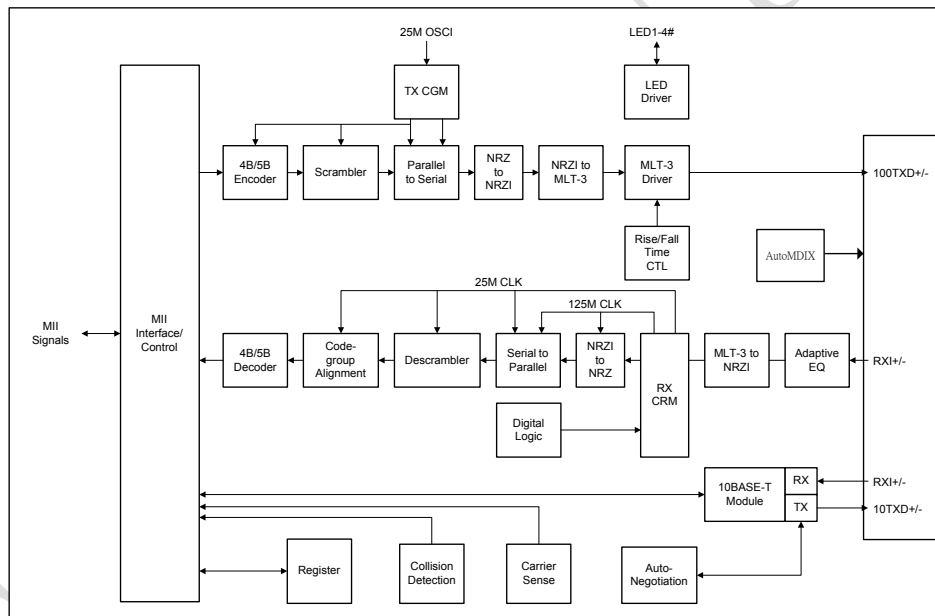 25M OSCI
LED1-4#
TX CGM
LED
Driver
4B/5B
Encoder
Scrambler
Parallel
to Serial
NRZ
to
NRZI
NRZI to
MLT-3
MLT-3
Driver
100TXD+/-
Rise/Fall
Time
CTL
AutoMDIX
25M CLK
125M CLK
MII
Signals
MII
Interface/
Control
4B/5B
Decoder
Code-
group
Alignment
Descrambler
Serial to
Parallel
NRZI
to
NRZ
RX
CRM
MLT-3 to
NRZI
Adaptive
EQ
RXI+/-
Digital
Logic
10BASE-T
Module
RX
TX
RXI+/-
10TXD+/-
Register
Collision
Detection
Carrier
Sense
Auto-
Negotiation